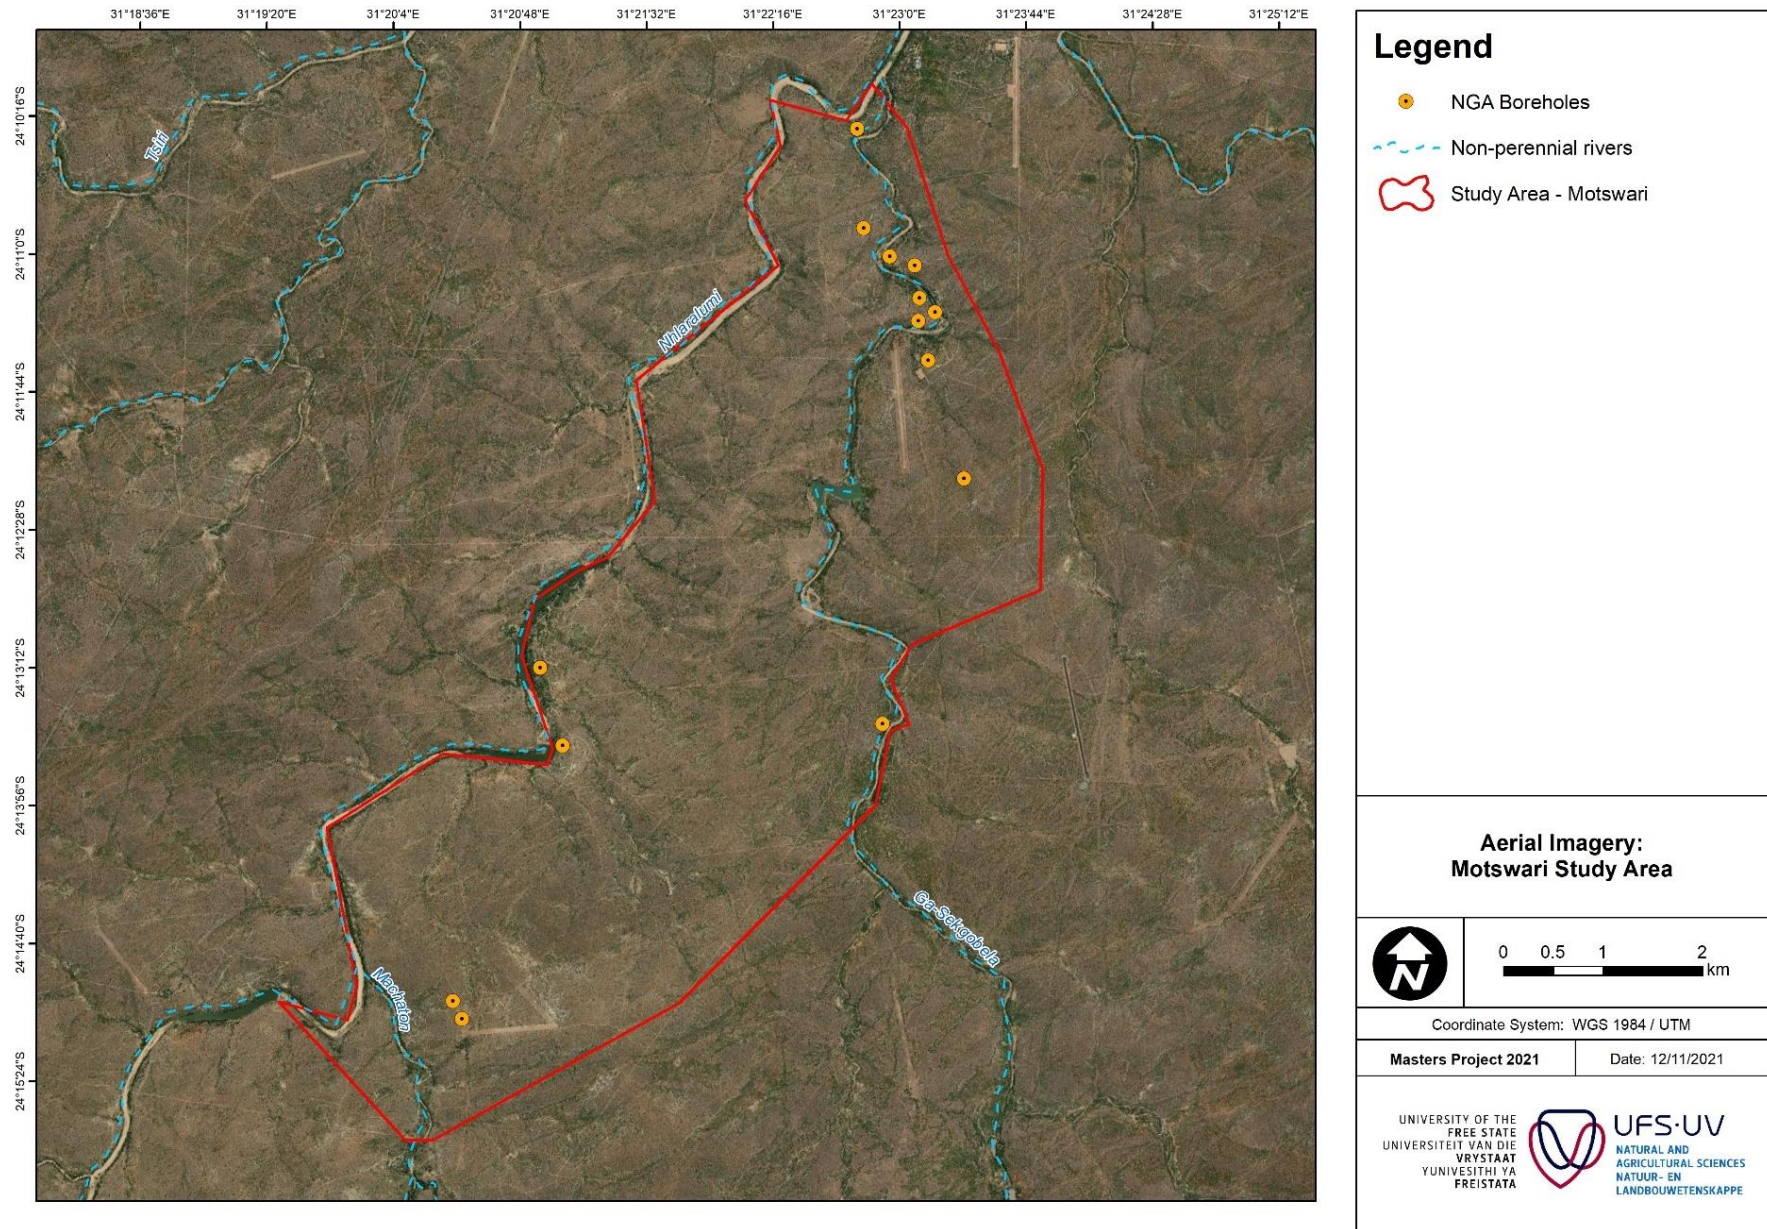 31°18'36"E 31°19'20"E 31°20'4"E 31°20'48"E 31°21'32"E 31°22'16"E 31°23'0"E 31°23'44"E 31°24'28"E 31°25'12"E
24°10'16"S
24°11'0"S
24°11'44"S
24°12'28"S
24°13'12"S
24°13'56"S
24°14'40"S
24°15'24"S
Tsiri
Nhlaralumi
Ga-Sekgobela
Machaton
Legend
NGA Boreholes
Non-perennial rivers
Study Area - Motswari
Aerial Imagery:
Motswari Study Area
N
0 0.5 1 2
km
Coordinate System: WGS 1984 / UTM
Masters Project 2021
Date: 12/11/2021
UNIVERSITY OF THE
FREE STATE
UNIVERSITEIT VAN DIE
VRYSTAAT
YUNIVESITHI YA
FREISTATA
UFS·UV
NATURAL AND
AGRICULTURAL SCIENCES
NATUUR- EN
LANDBOUWETENSKAPPE